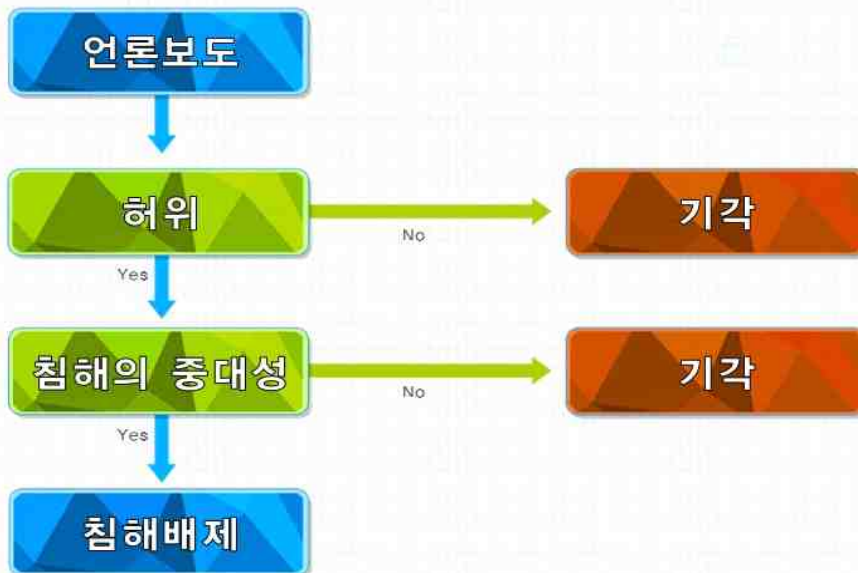 언론보도
허위
No
기각
Yes
침해의 중대성
No
기각
Yes
침해배제